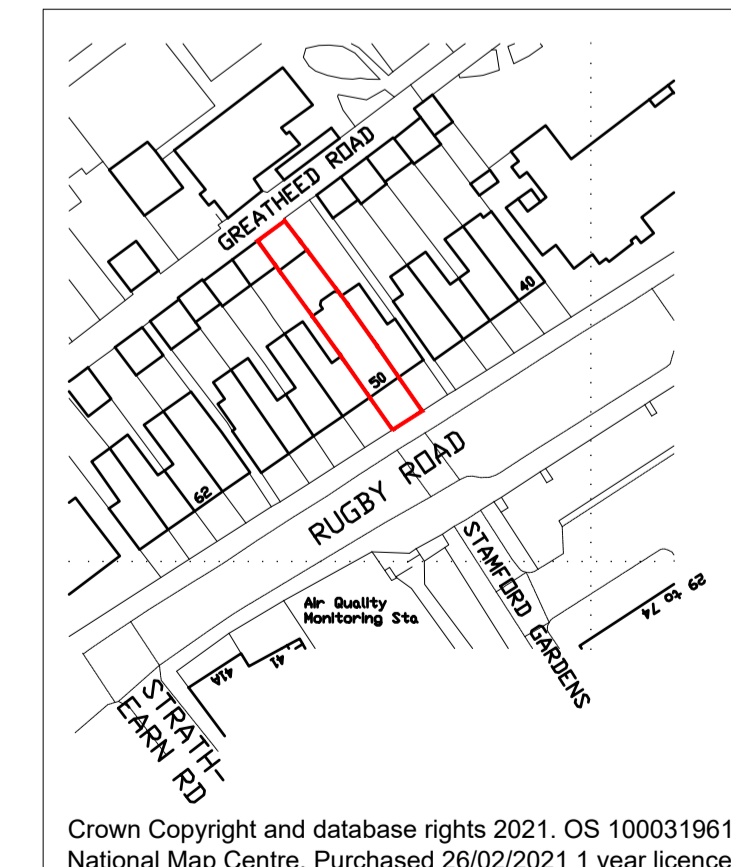 GREATHEED ROAD
40
50
62
RUGBY ROAD
STAMFORD GARDENS
Air Quality
Monitoring Sta
29 to 74
41
41A
STRATH-
EARN RD
Crown Copyright and database rights 2021. OS 100031961
National Map Centre. Purchased 26/02/2021 1 year licence